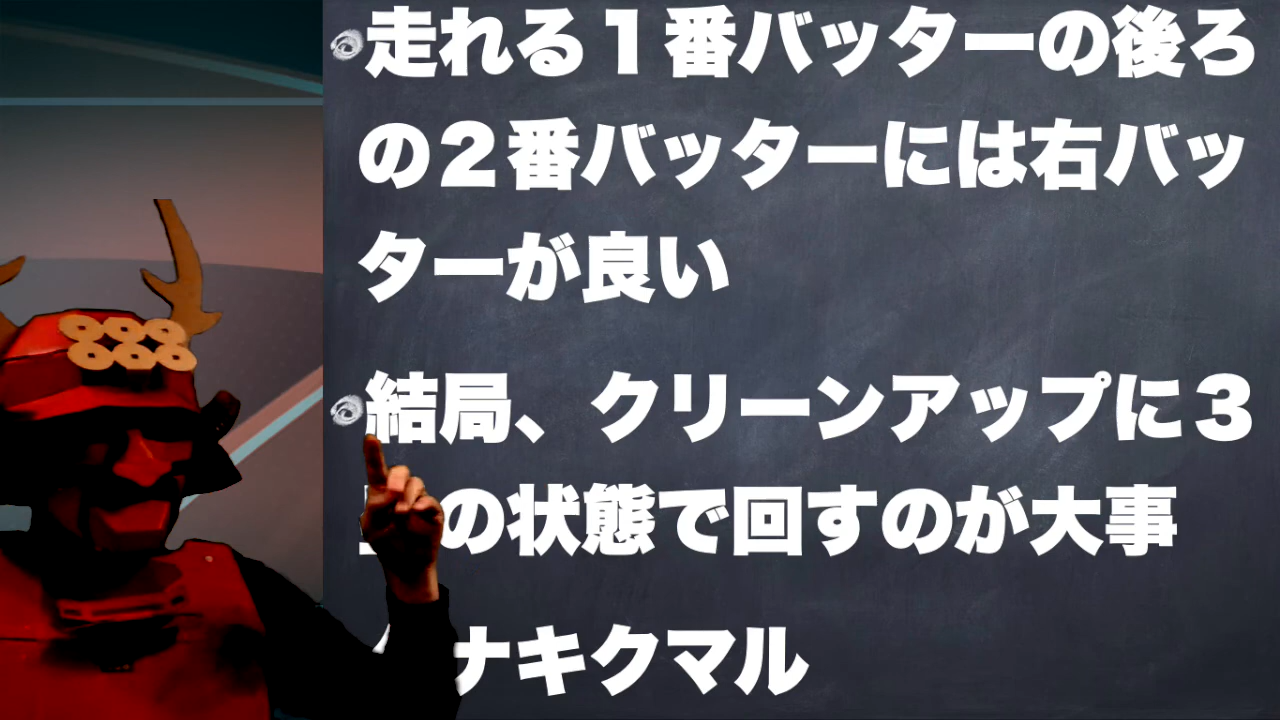 走れる１番バッターの後ろ
の２番バッターには右バッ
ターが良い
結局、クリーンアップに３
の状態で回すのが大事
ナキクマル